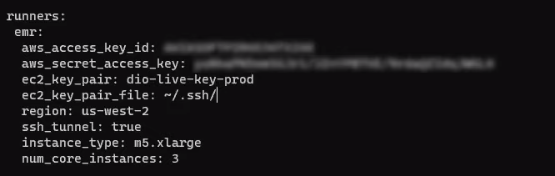 runners:
emr:
aws_access_key_id:
aws_secret_access_key:
ec2_key_pair: dio-live-key-prod
ec2_key_pair_file: ~/.ssh/
region: us-west-2
ssh_tunnel: true
instance_type: m5.xlarge
num_core_instances: 3